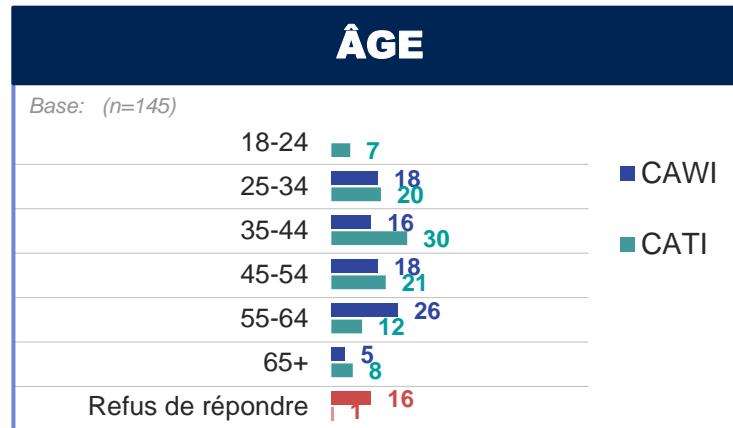 ÂGE
Base: (n=145)
18-24 7
25-34 18
20
■ CAWI
35-44 16
30
■ CATI
45-54 18
21
55-64 26
12
65+ 5
8
Refus de répondre 16
1